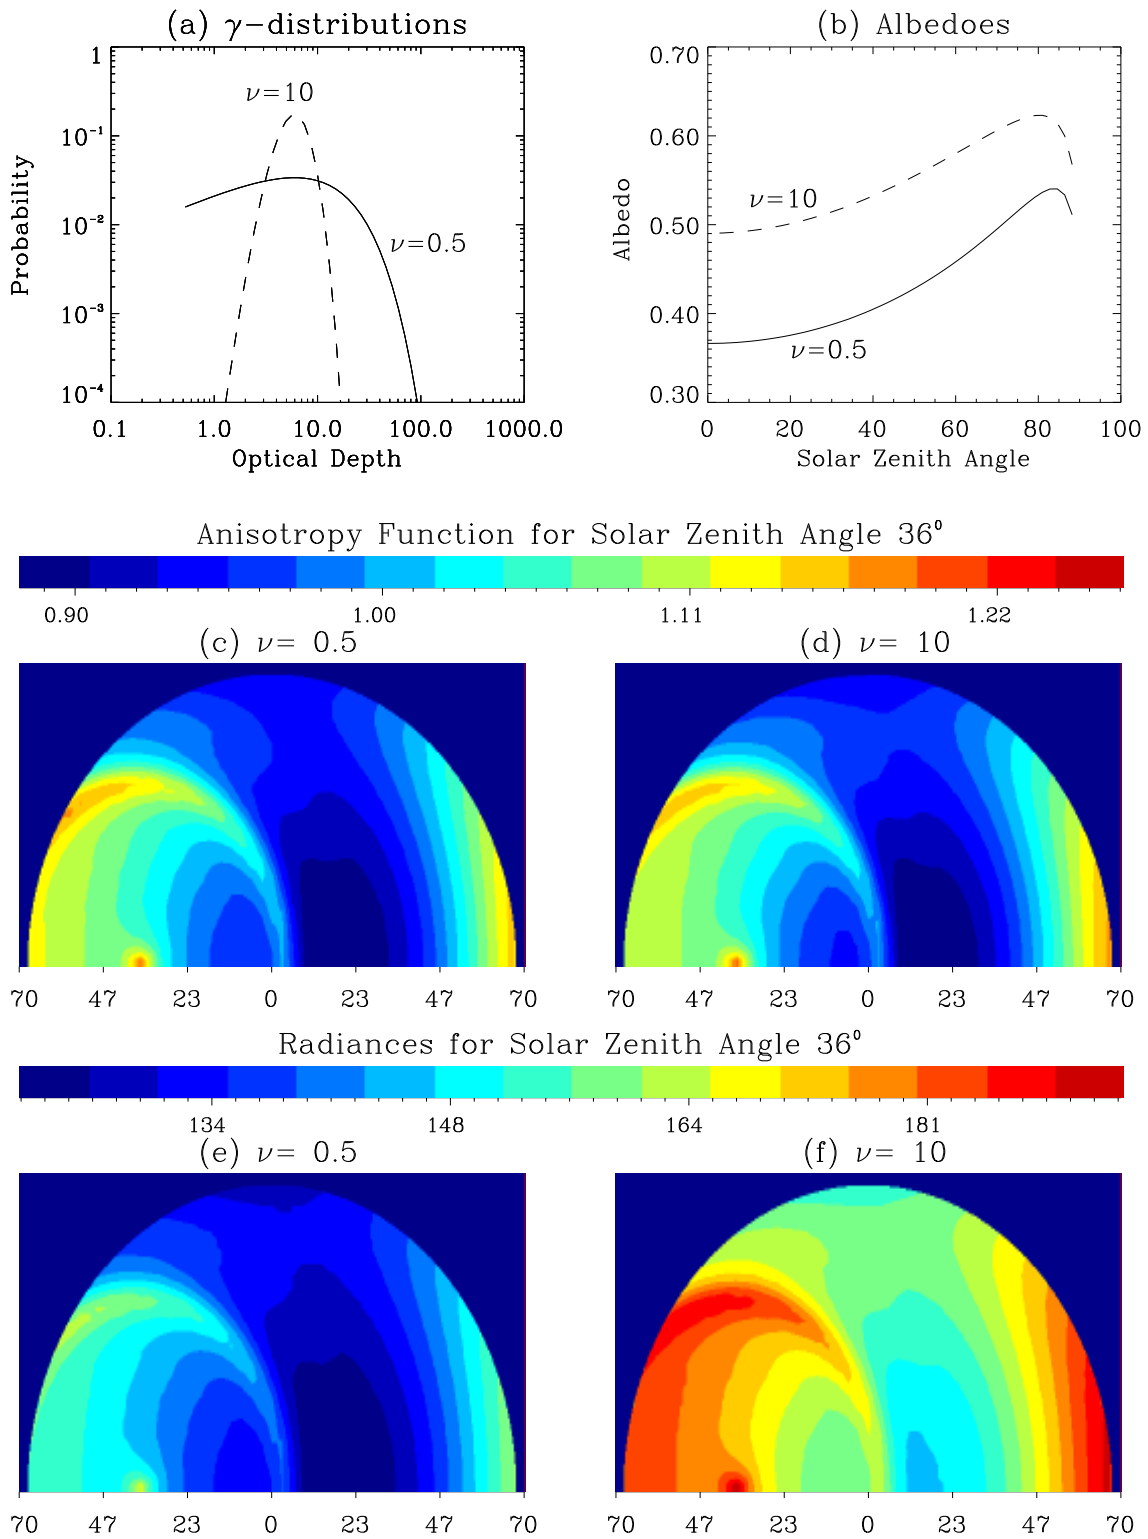 (a) γ-distributions
(b) Albedoes
1
10⁻¹
10⁻²
10⁻³
10⁻⁴
Probability
ν=10
ν=0.5
0.1 1.0 10.0 100.0 1000.0
Optical Depth
0.70
0.60
0.50
0.40
0.30
Albedo
ν=10
ν=0.5
0 20 40 60 80 100
Solar Zenith Angle
Anisotropy Function for Solar Zenith Angle 36⁰
0.90 1.00 1.11 1.22
(c) ν= 0.5
(d) ν= 10
70 47 23 0 23 47 70
70 47 23 0 23 47 70
Radiances for Solar Zenith Angle 36⁰
134 148 164 181
(e) ν= 0.5
(f) ν= 10
70 47 23 0 23 47 70
70 47 23 0 23 47 70